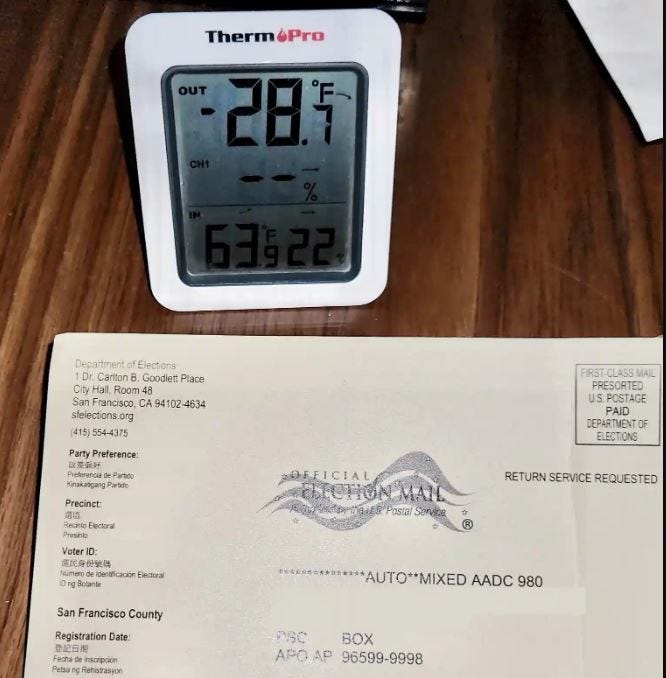 ThermoPro
OUT
-28.7 °F
CH1
-- %
IN
63.9 °F 22 %
Department of Elections
1 Dr. Carlton B. Goodlett Place
City Hall, Room 48
San Francisco, CA 94102-4634
sfelections.org
(415) 554-4375
FIRST-CLASS MAIL
PRESORTED
U.S. POSTAGE
PAID
DEPARTMENT OF
ELECTIONS
Party Preference:
政黨偏好
Preferencia de Partido
Kinakatigang Partido
RETURN SERVICE REQUESTED
OFFICIAL
ELECTION MAIL
Authorized by the U.S. Postal Service
®
Precinct:
選區
Recinto Electoral
Presinto
Voter ID:
選民身份號碼
Número de Identificación Electoral
ID ng Botante
***************AUTO**MIXED AADC 980
San Francisco County
Registration Date:
登記日期
Fecha de Inscripción
Petsa ng Rehistrasyon
PSC BOX
APO AP 96599-9998